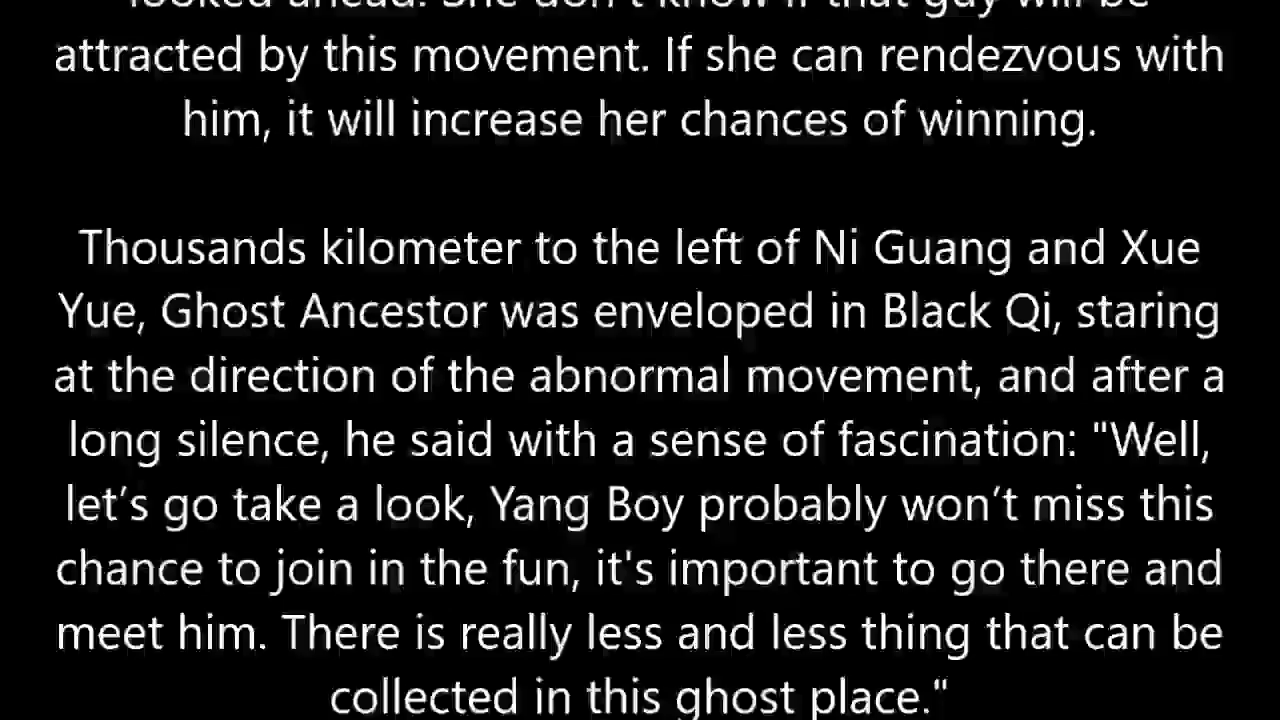 looked ahead. She don't know if that guy will be
attracted by this movement. If she can rendezvous with
him, it will increase her chances of winning.
Thousands kilometer to the left of Ni Guang and Xue
Yue, Ghost Ancestor was enveloped in Black Qi, staring
at the direction of the abnormal movement, and after a
long silence, he said with a sense of fascination: "Well,
let’s go take a look, Yang Boy probably won’t miss this
chance to join in the fun, it's important to go there and
meet him. There is really less and less thing that can be
collected in this ghost place."